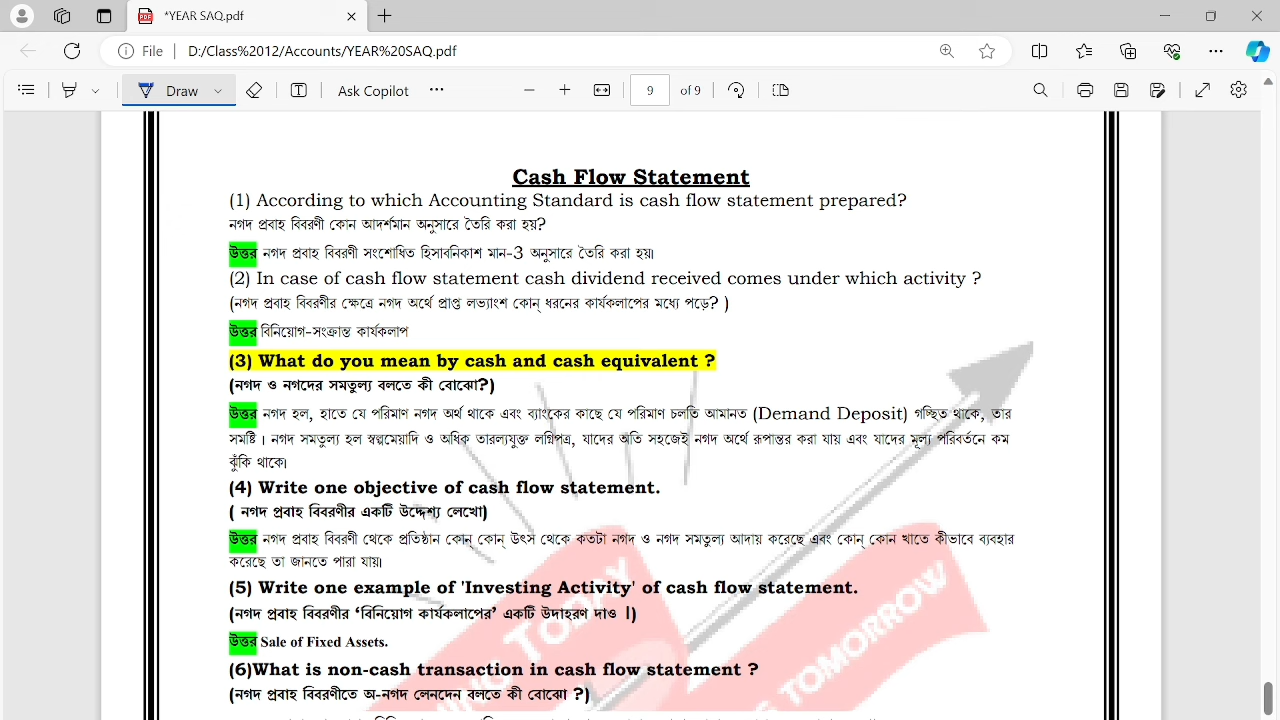 *YEAR SAQ.pdf
File | D:/Class%2012/Accounts/YEAR%20SAQ.pdf
Draw Ask Copilot 9 of 9
Cash Flow Statement
(1) According to which Accounting Standard is cash flow statement prepared?
নগদ প্রবাহ বিবরণী কোন আদর্শমান অনুসারে তৈরি করা হয়?
উত্তর নগদ প্রবাহ বিবরণী সংশোধিত হিসাবনিকাশ মান-3 অনুসারে তৈরি করা হয়।
(2) In case of cash flow statement cash dividend received comes under which activity ?
(নগদ প্রবাহ বিবরণীর ক্ষেত্রে নগদ অর্থে প্রাপ্ত লভ্যাংশ কোন্ ধরনের কার্যকলাপের মধ্যে পড়ে? )
উত্তর বিনিয়োগ-সংক্রান্ত কার্যকলাপ
(3) What do you mean by cash and cash equivalent ?
(নগদ ও নগদের সমতুল্য বলতে কী বোঝো?)
উত্তর নগদ হল, হাতে যে পরিমাণ নগদ অর্থ থাকে এবং ব্যাংকের কাছে যে পরিমাণ চলতি আমানত (Demand Deposit) গচ্ছিত থাকে, তার
সমষ্টি। নগদ সমতুল্য হল স্বল্পমেয়াদি ও অধিক তারল্যযুক্ত লগ্নিপত্র, যাদের অতি সহজেই নগদ অর্থে রূপান্তর করা যায় এবং যাদের মূল্য পরিবর্তনে কম
ঝুঁকি থাকে।
(4) Write one objective of cash flow statement.
( নগদ প্রবাহ বিবরণীর একটি উদ্দেশ্য লেখো)
উত্তর নগদ প্রবাহ বিবরণী থেকে প্রতিষ্ঠান কোন্ কোন্ উৎস থেকে কতটা নগদ ও নগদ সমতুল্য আদায় করেছে এবং কোন্ কোন খাতে কীভাবে ব্যবহার
করেছে তা জানতে পারা যায়।
(5) Write one example of 'Investing Activity' of cash flow statement.
(নগদ প্রবাহ বিবরণীর ‘বিনিয়োগ কার্যকলাপের’ একটি উদাহরণ দাও ।)
উত্তর Sale of Fixed Assets.
(6)What is non-cash transaction in cash flow statement ?
(নগদ প্রবাহ বিবরণীতে অ-নগদ লেনদেন বলতে কী বোঝো ?)
TODAY
TOMORROW